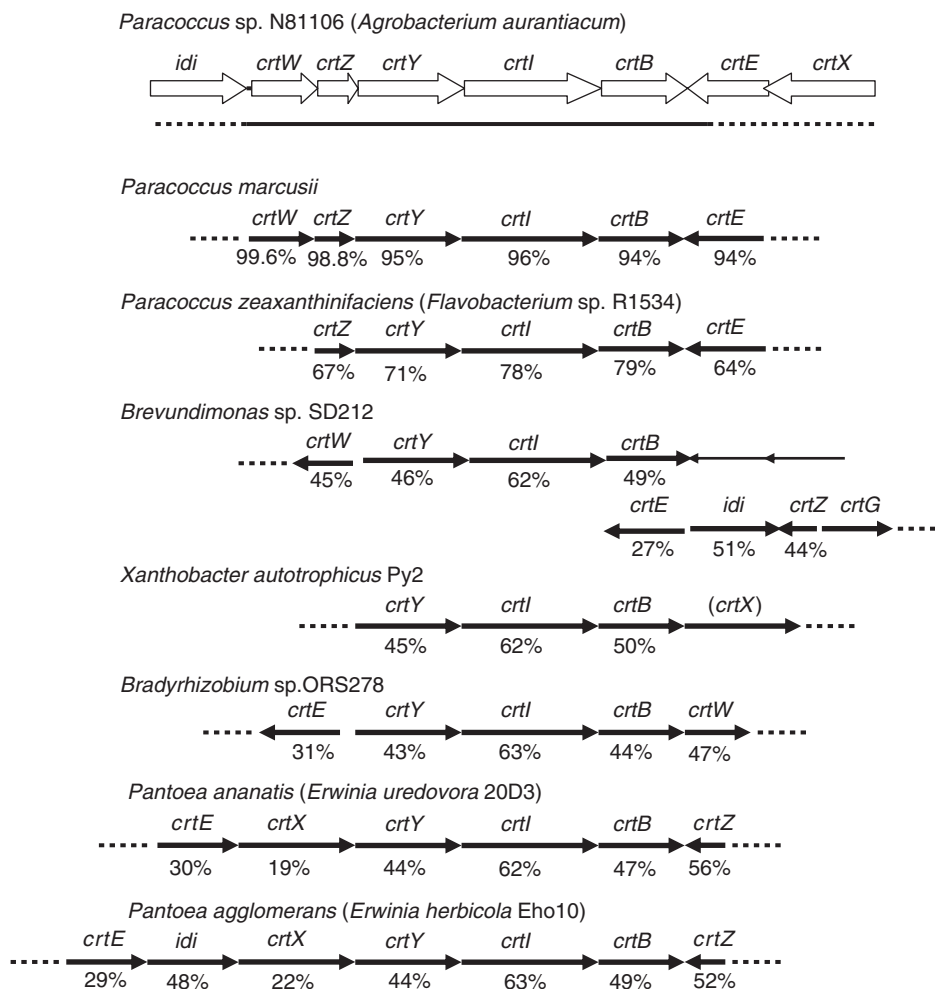 Paracoccus sp. N81106 (Agrobacterium aurantiacum)
idi crtW crtZ crtY crtI crtB crtE crtX
Paracoccus marcusii
crtW crtZ crtY crtI crtB crtE
99.6% 98.8% 95% 96% 94% 94%
Paracoccus zeaxanthinifaciens (Flavobacterium sp. R1534)
crtZ crtY crtI crtB crtE
67% 71% 78% 79% 64%
Brevundimonas sp. SD212
crtW crtY crtI crtB
45% 46% 62% 49%
crtE idi crtZ crtG
27% 51% 44%
Xanthobacter autotrophicus Py2
crtY crtI crtB (crtX)
45% 62% 50%
Bradyrhizobium sp.ORS278
crtE crtY crtI crtB crtW
31% 43% 63% 44% 47%
Pantoea ananatis (Erwinia uredovora 20D3)
crtE crtX crtY crtI crtB crtZ
30% 19% 44% 62% 47% 56%
Pantoea agglomerans (Erwinia herbicola Eho10)
crtE idi crtX crtY crtI crtB crtZ
29% 48% 22% 44% 63% 49% 52%